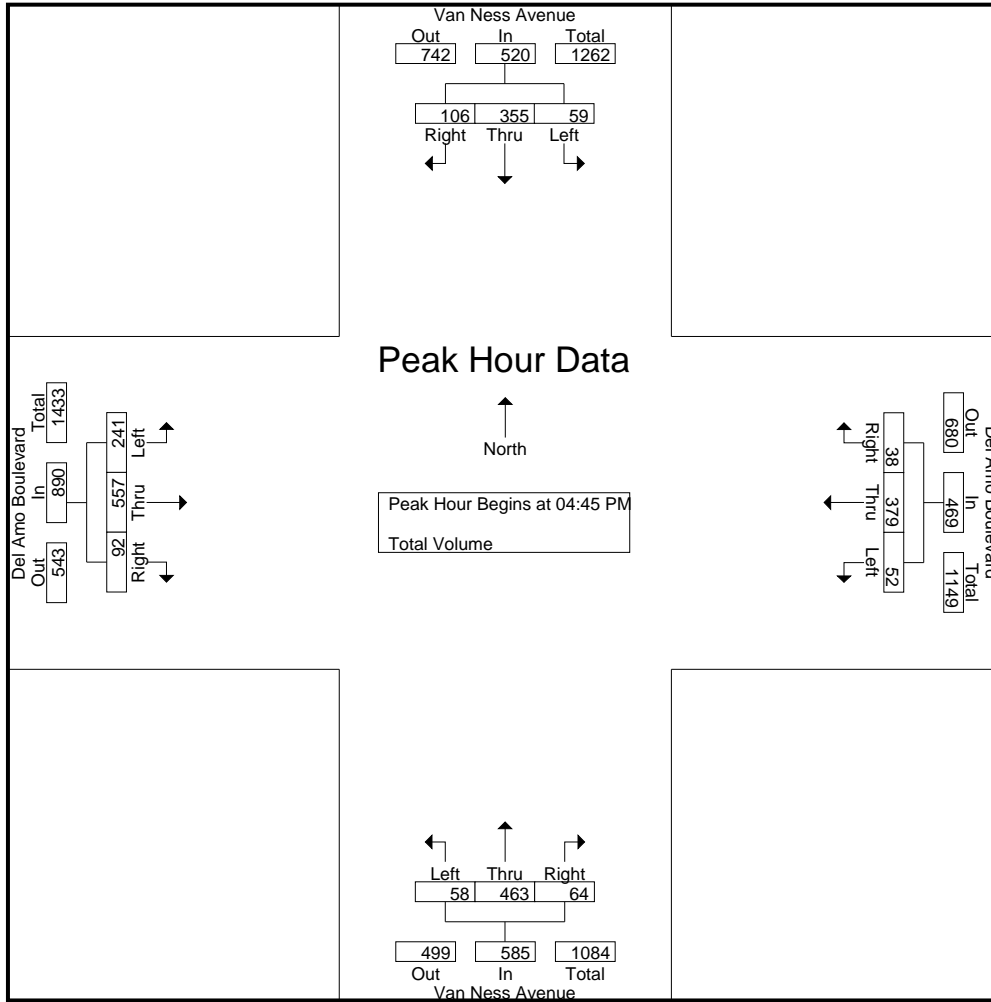 Van Ness Avenue
Out In Total
742 520 1262
106 355 59
Right Thru Left
Peak Hour Data
North
Peak Hour Begins at 04:45 PM
Total Volume
Del Amo Boulevard
Total In Out
1433 890 543
241 557 92
Left Thru Right
Del Amo Boulevard
Out In Total
680 469 1149
38 379 52
Right Thru Left
Left Thru Right
58 463 64
499 585 1084
Out In Total
Van Ness Avenue